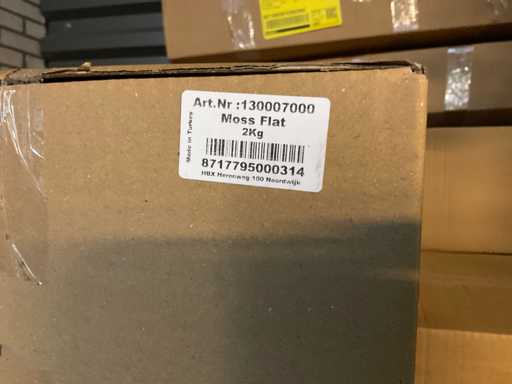 Art.Nr :130007000
Moss Flat
2Kg
Made in Turkey
8717795000314
HBX Herenweg 100 Noordwijk